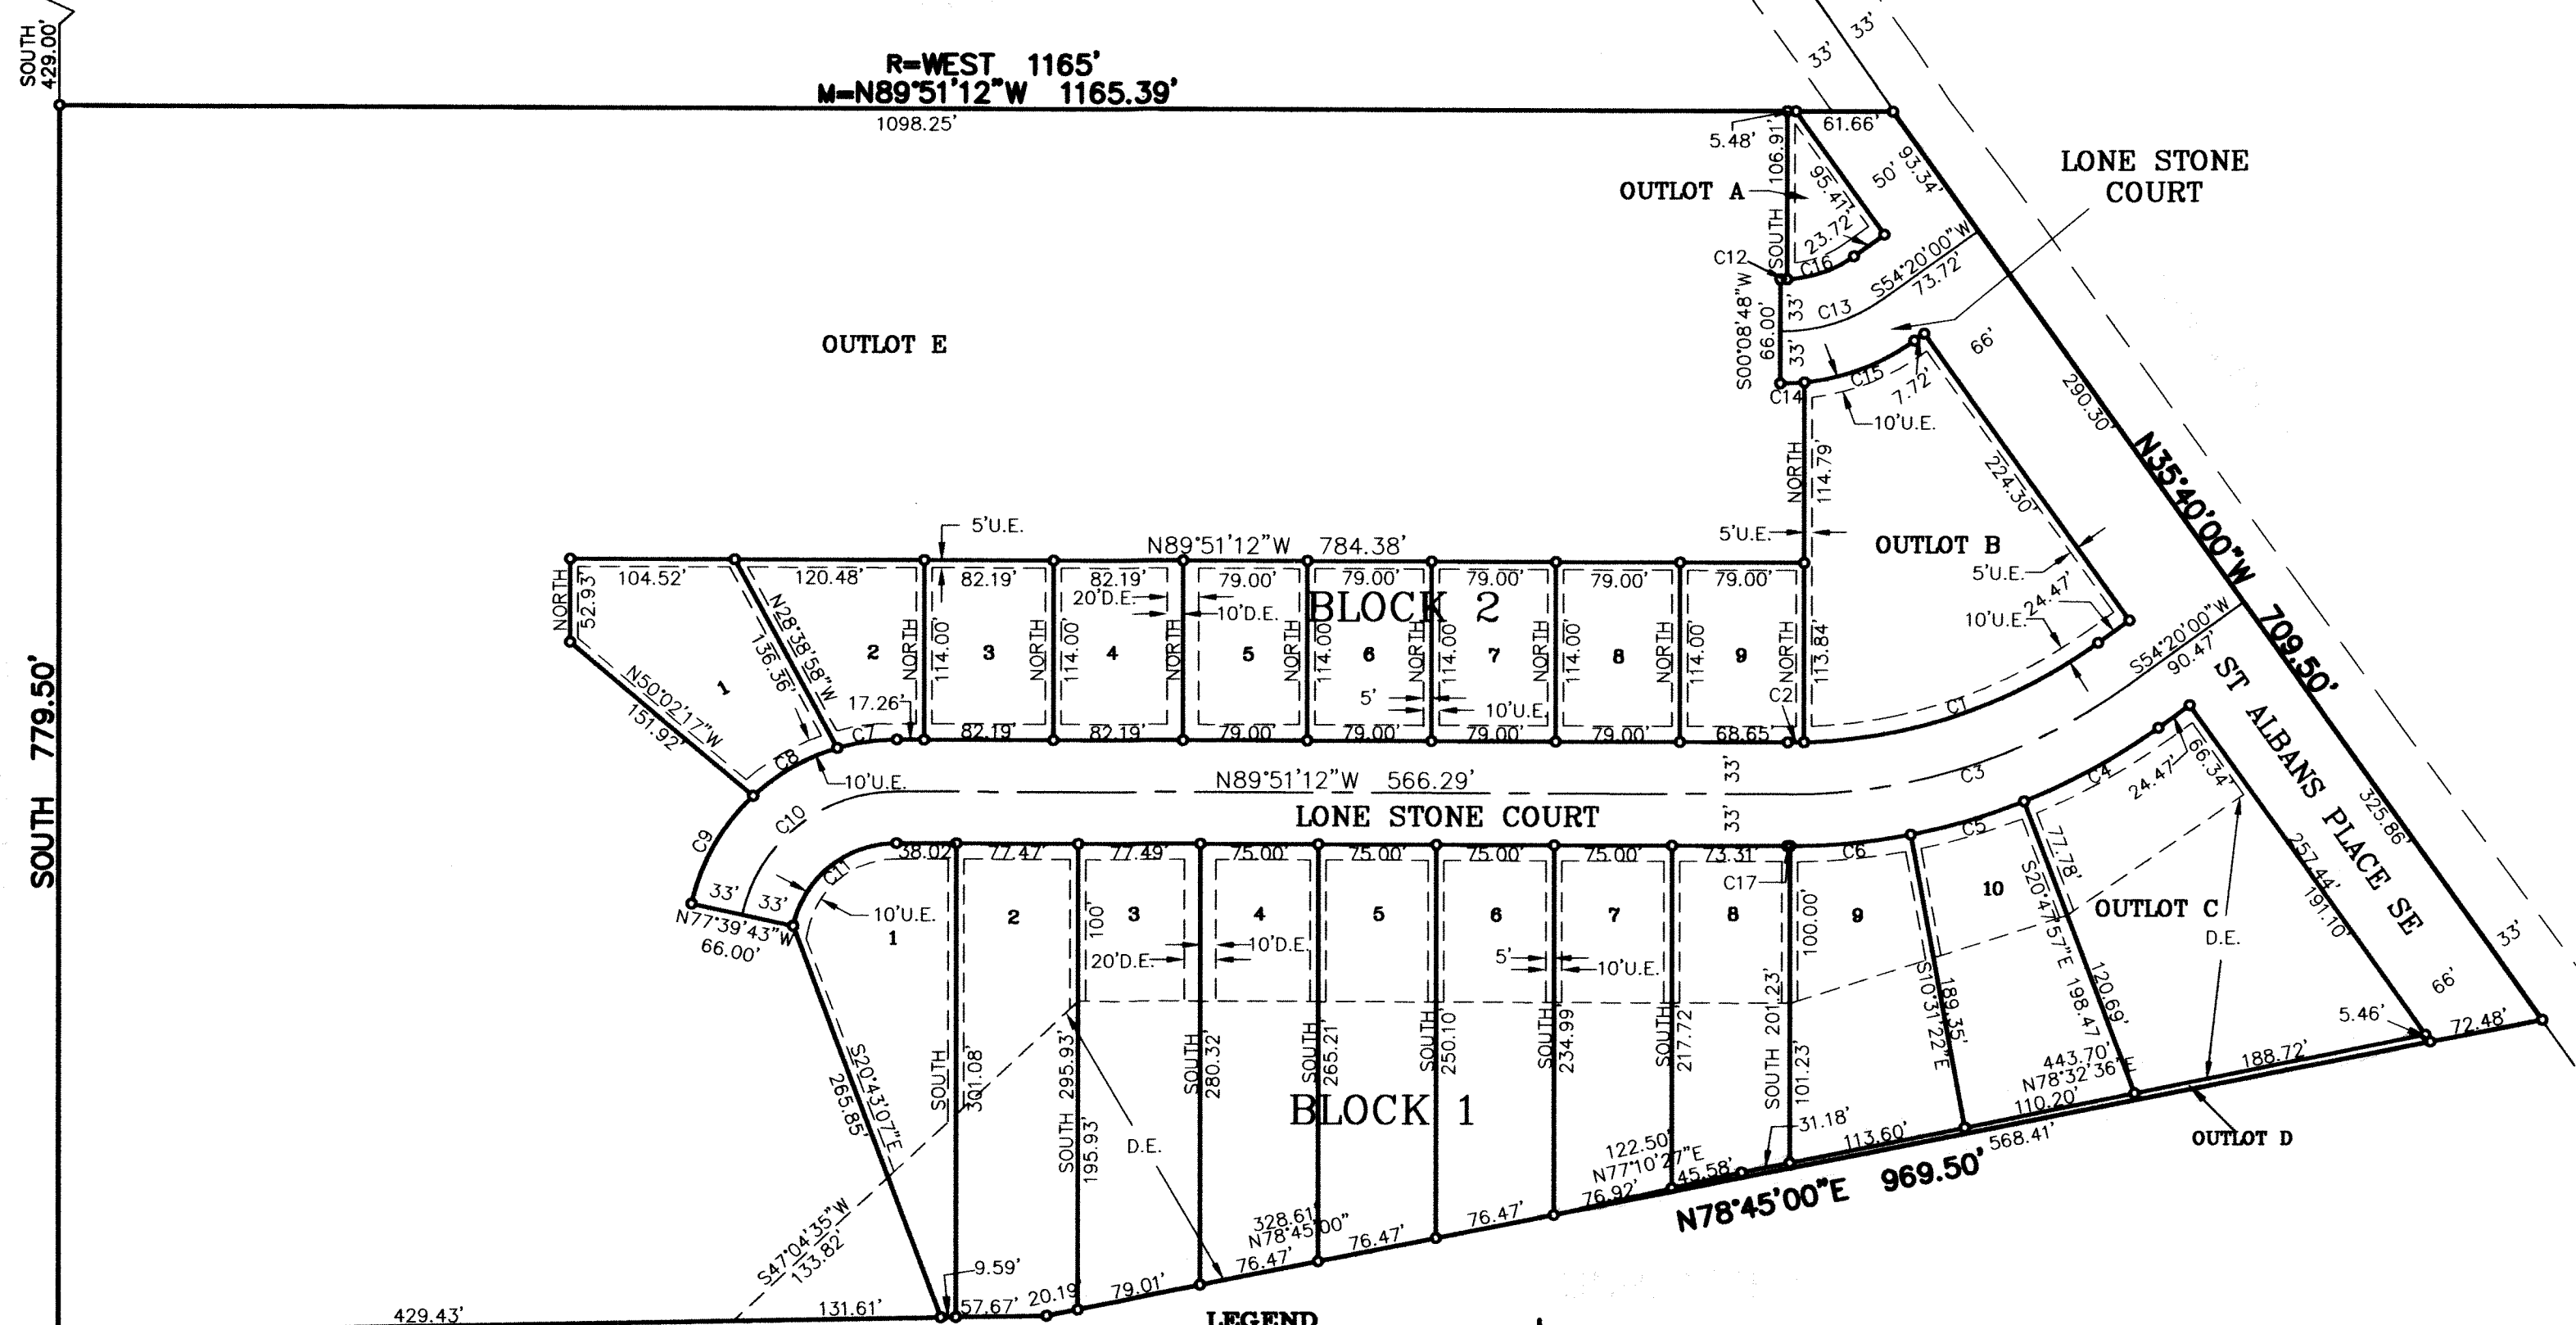 SOUTH
429.00'
R=WEST 1165'
M=N89°51'12"W 1165.39'
1098.25'
5.48'
61.66'
33'
33'
SOUTH 106.91'
95.41'
50'
93.34'
LONE STONE
COURT
OUTLOT A
23.72'
C12
C16
S54°20'00"W
73.72'
S00°08'48"W
66.00'
33'
33'
C13
C14
C15
7.72'
66'
10'U.E.
OUTLOT E
290.30'
N35°40'00"W 709.50'
NORTH
114.79'
224.30'
5'U.E.
OUTLOT B
5'U.E.
24.47'
10'U.E.
S54°20'00"W
90.47'
5'U.E.
N89°51'12"W 784.38'
104.52'
120.48'
82.19'
82.19'
79.00'
79.00'
79.00'
79.00'
79.00'
NORTH
52.93'
N28°38'58"W
136.36'
20'D.E.
10'D.E.
BLOCK 2
1
2
3
4
5
6
7
8
9
NORTH
114.00'
NORTH
114.00'
NORTH
NORTH
114.00'
NORTH
114.00'
NORTH
114.00'
NORTH
114.00'
NORTH
113.84'
N50°02'17"W
151.92'
17.26'
5'
10'U.E.
C2
C1
C7
82.19'
82.19'
79.00'
79.00'
79.00'
79.00'
68.65'
C8
10'U.E.
SOUTH 779.50'
N89°51'12"W 566.29'
33'
33'
C3
LONE STONE COURT
ST ALBANS PLACE SE
C4
24.47'
66.34'
325.86'
C9
C10
C11
38.02'
77.47'
77.49'
75.00'
75.00'
75.00'
75.00'
73.31'
C17
C6
C5
77.78'
257.44'
191.10'
33'
33'
N77°39'43"W
66.00'
10'U.E.
1
2
3
4
5
6
7
8
9
10
100'
100.00'
20'D.E.
10'D.E.
5'
10'U.E.
OUTLOT C
D.E.
S20°47'57"E 198.47
120.69'
33'
66'
5.46'
72.48'
S20°43'07"E
265.85'
SOUTH
301.08'
SOUTH 295.93'
195.93'
SOUTH
280.32'
SOUTH
265.21'
SOUTH
250.10'
SOUTH
234.99'
SOUTH
217.72
SOUTH 201.23'
101.23'
S10°31'22"E
189.35'
443.70'
N78°32'36"E
188.72'
110.20'
BLOCK 1
D.E.
31.18'
113.60'
568.41'
OUTLOT D
122.50'
N77°10'27"E
45.58'
76.92'
N78°45'00"E 969.50'
S47°04'35"W
133.82'
328.61'
N78°45'00"
76.47'
76.47'
76.47'
79.01'
20.19'
9.59'
57.67'
131.61'
429.43'
LEGEND